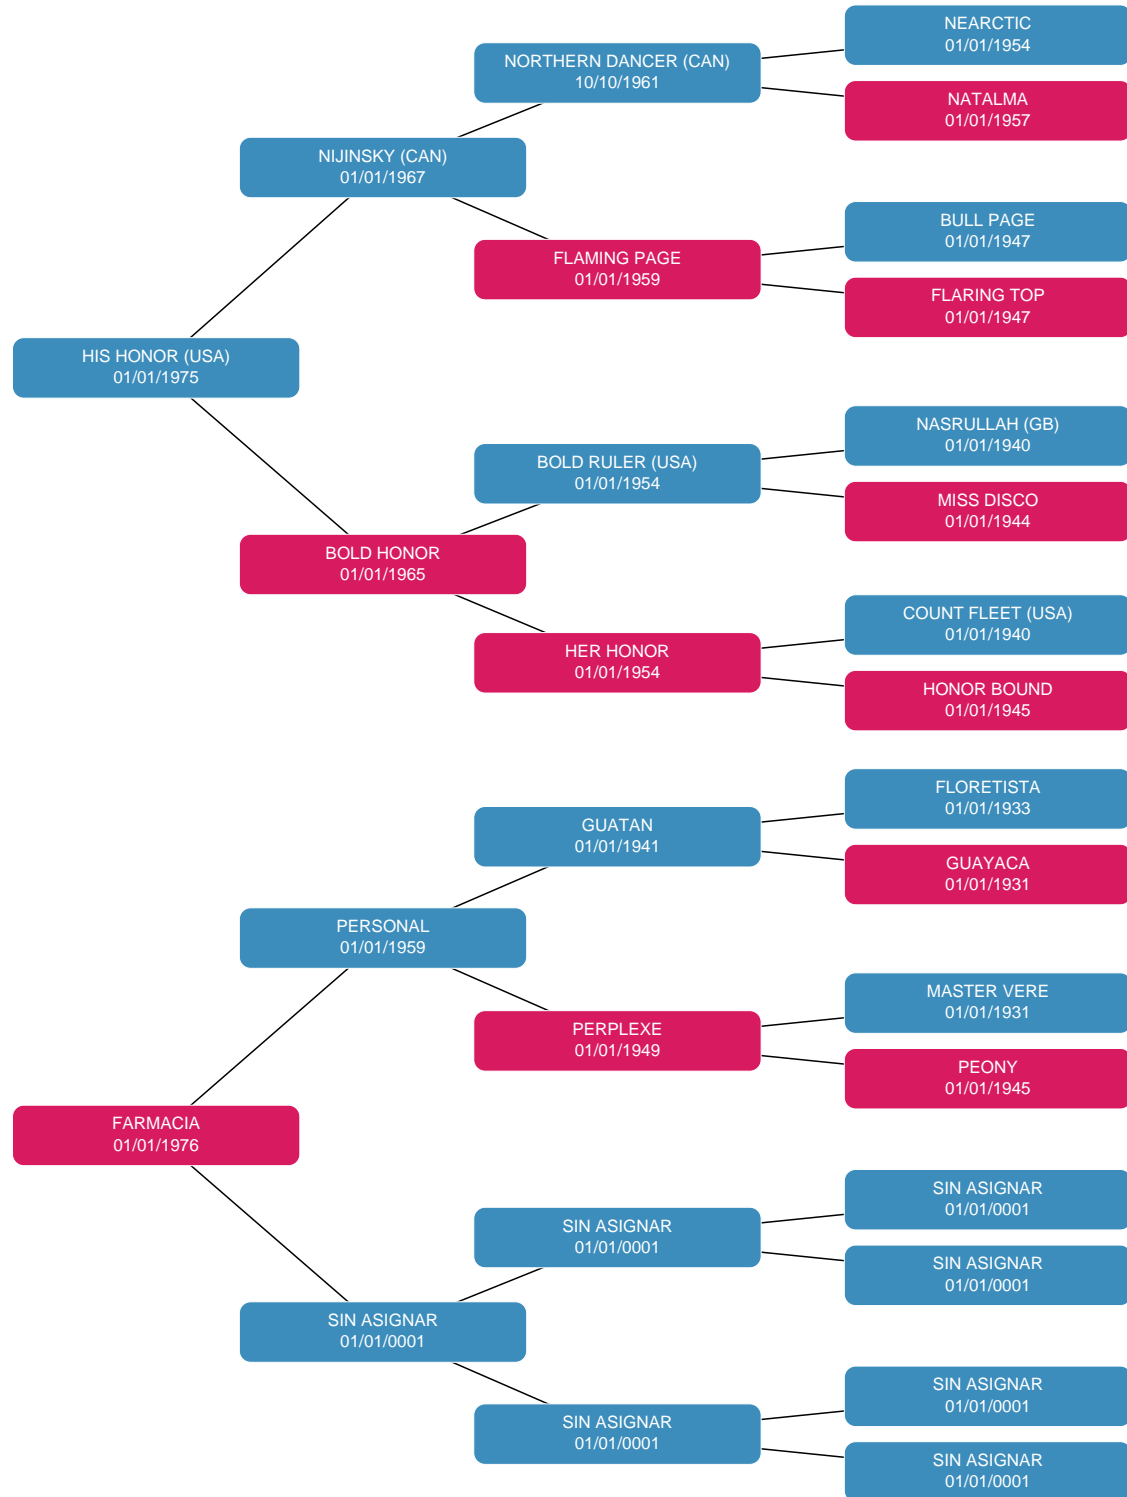 NEARCTIC
01/01/1954
NORTHERN DANCER (CAN)
10/10/1961
NATALMA
01/01/1957
NIJINSKY (CAN)
01/01/1967
BULL PAGE
01/01/1947
FLAMING PAGE
01/01/1959
FLARING TOP
01/01/1947
HIS HONOR (USA)
01/01/1975
NASRULLAH (GB)
01/01/1940
BOLD RULER (USA)
01/01/1954
MISS DISCO
01/01/1944
BOLD HONOR
01/01/1965
COUNT FLEET (USA)
01/01/1940
HER HONOR
01/01/1954
HONOR BOUND
01/01/1945
FLORETISTA
01/01/1933
GUATAN
01/01/1941
GUAYACA
01/01/1931
PERSONAL
01/01/1959
MASTER VERE
01/01/1931
PERPLEXE
01/01/1949
PEONY
01/01/1945
FARMACIA
01/01/1976
SIN ASIGNAR
01/01/0001
SIN ASIGNAR
01/01/0001
SIN ASIGNAR
01/01/0001
SIN ASIGNAR
01/01/0001
SIN ASIGNAR
01/01/0001
SIN ASIGNAR
01/01/0001
SIN ASIGNAR
01/01/0001